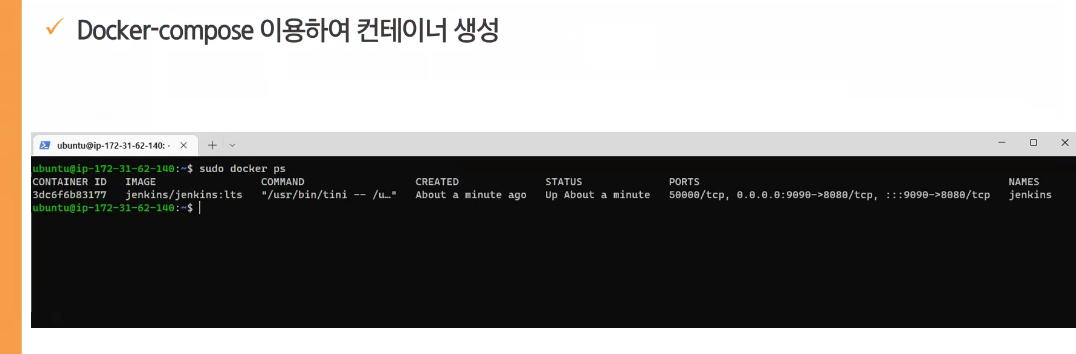 ✓ Docker-compose 이용하여 컨테이너 생성
ubuntu@ip-172-31-62-140: ~
ubuntu@ip-172-31-62-140:~$ sudo docker ps
CONTAINER ID IMAGE COMMAND CREATED STATUS PORTS NAMES
3dc6f6b83177 jenkins/jenkins:lts "/usr/bin/tini -- /u…" About a minute ago Up About a minute 50000/tcp, 0.0.0.0:9090->8080/tcp, :::9090->8080/tcp jenkins
ubuntu@ip-172-31-62-140:~$